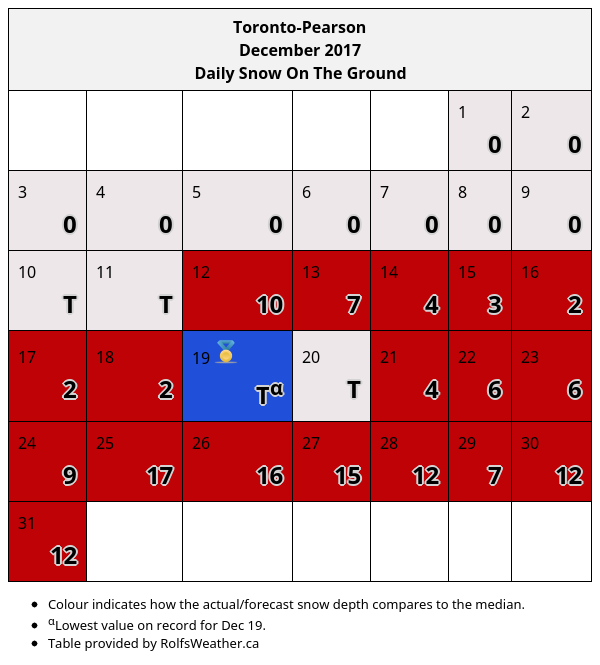 Toronto-Pearson
December 2017
Daily Snow On The Ground
1 2
0 0
3 4 5 6 7 8 9
0 0 0 0 0 0 0
10 11 12 13 14 15 16
T T 10 7 4 3 2
17 18 19 20 21 22 23
2 2 Tα T 4 6 6
24 25 26 27 28 29 30
9 17 16 15 12 7 12
31
12
• Colour indicates how the actual/forecast snow depth compares to the median.
• αLowest value on record for Dec 19.
• Table provided by RolfsWeather.ca